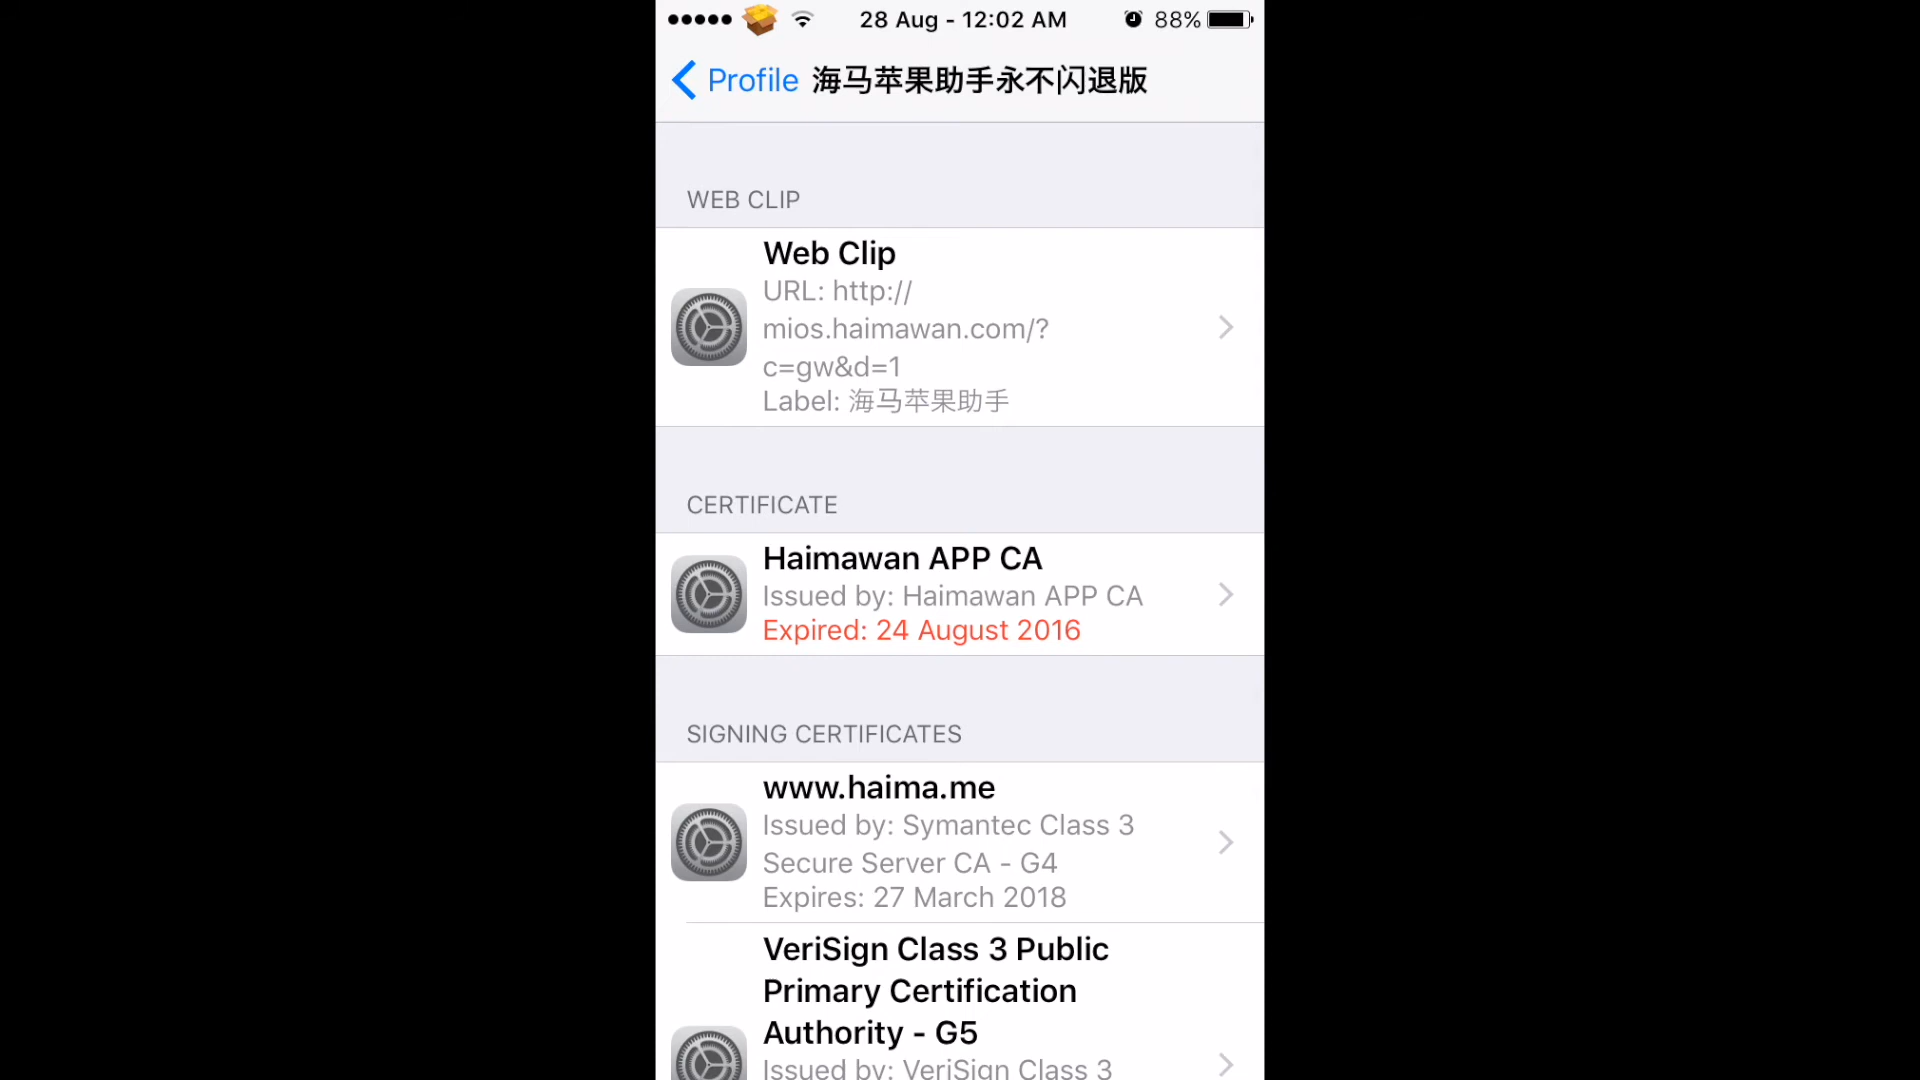 28 Aug - 12:02 AM
88%
Profile
海马苹果助手永不闪退版
WEB CLIP
Web Clip
URL: http://
mios.haimawan.com/?
c=gw&d=1
Label: 海马苹果助手
CERTIFICATE
Haimawan APP CA
Issued by: Haimawan APP CA
Expired: 24 August 2016
SIGNING CERTIFICATES
www.haima.me
Issued by: Symantec Class 3
Secure Server CA - G4
Expires: 27 March 2018
VeriSign Class 3 Public
Primary Certification
Authority - G5
Issued by: VeriSign Class 3